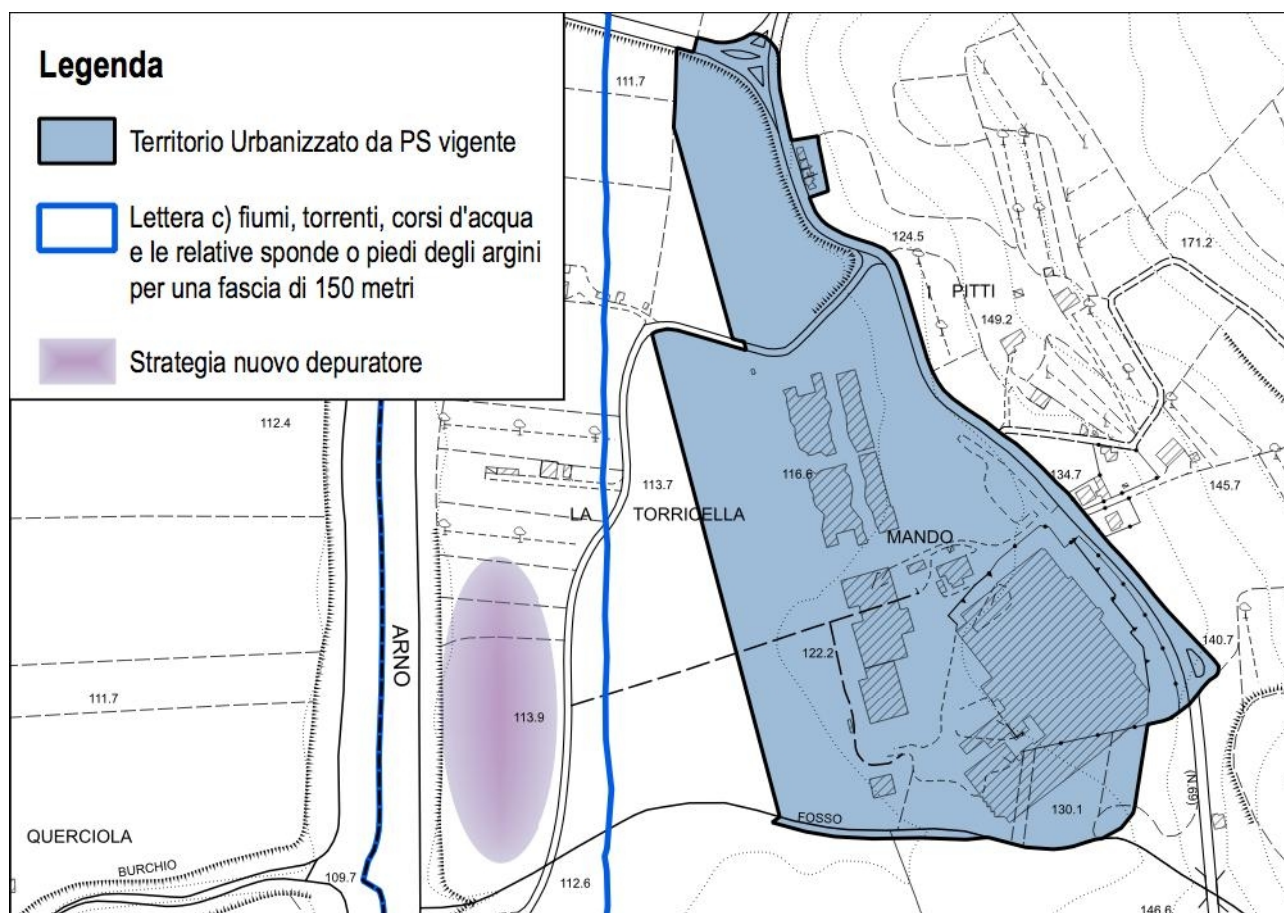 Legenda
Territorio Urbanizzato da PS vigente
Lettera c) fiumi, torrenti, corsi d'acqua
e le relative sponde o piedi degli argini
per una fascia di 150 metri
Strategia nuovo depuratore
111.7
124.5
171.2
I PITTI
149.2
112.4
116.6
134.7
145.7
113.7
LA TORRICELLA
MANDO
ARNO
122.2
140.7
111.7
113.9
(N.69)
130.1
FOSSO
QUERCIOLA
BURCHIO
109.7
112.6
146.6